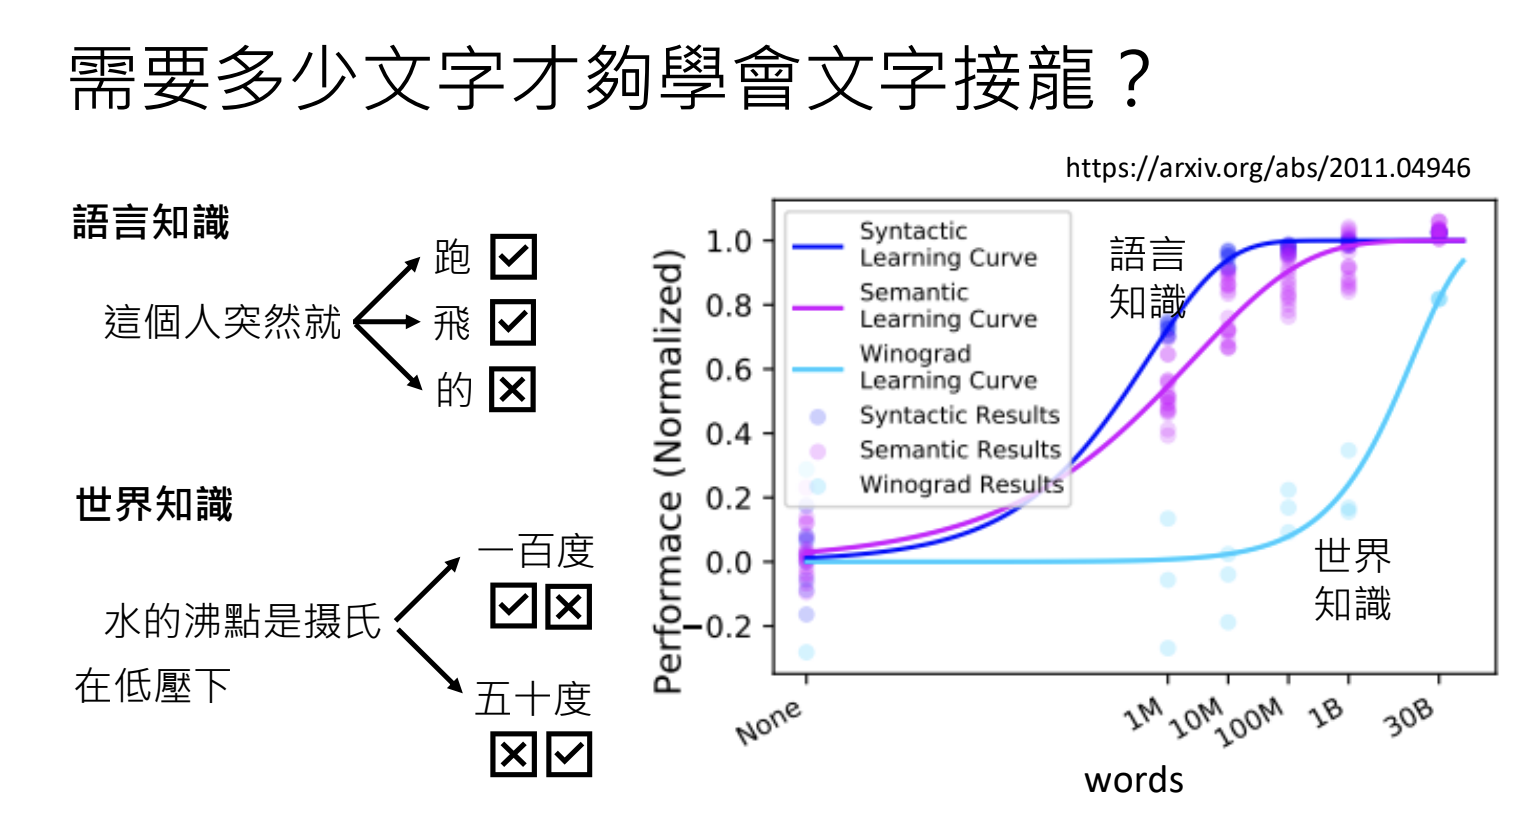 需要多少文字才夠學會文字接龍？
https://arxiv.org/abs/2011.04946
語言知識
這個人突然就
跑
飛
的
世界知識
水的沸點是摄氏
在低壓下
一百度
五十度
Performace (Normalized)
1.0
0.8
0.6
0.4
0.2
0.0
−0.2
Syntactic
Learning Curve
Semantic
Learning Curve
Winograd
Learning Curve
Syntactic Results
Semantic Results
Winograd Results
語言
知識
世界
知識
None
1M
10M
100M
1B
30B
words